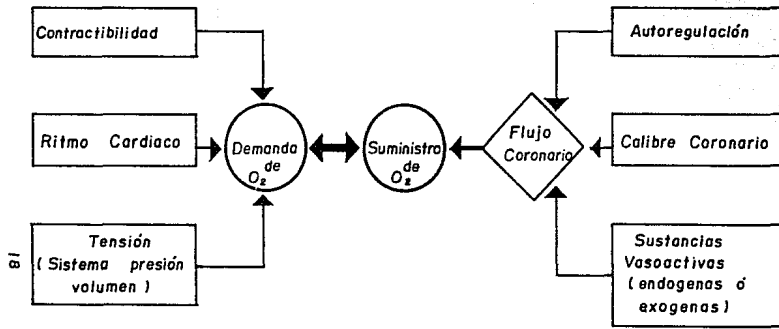 Contractibilidad
Ritmo Cardiaco
Tensión
( Sistema presión
volumen )
Demanda
de
O₂
Suministro
de
O₂
Flujo
Coronario
Autoregulación
Calibre Coronario
Sustancias
Vasoactivas
( endogenas ó
exogenas )
18